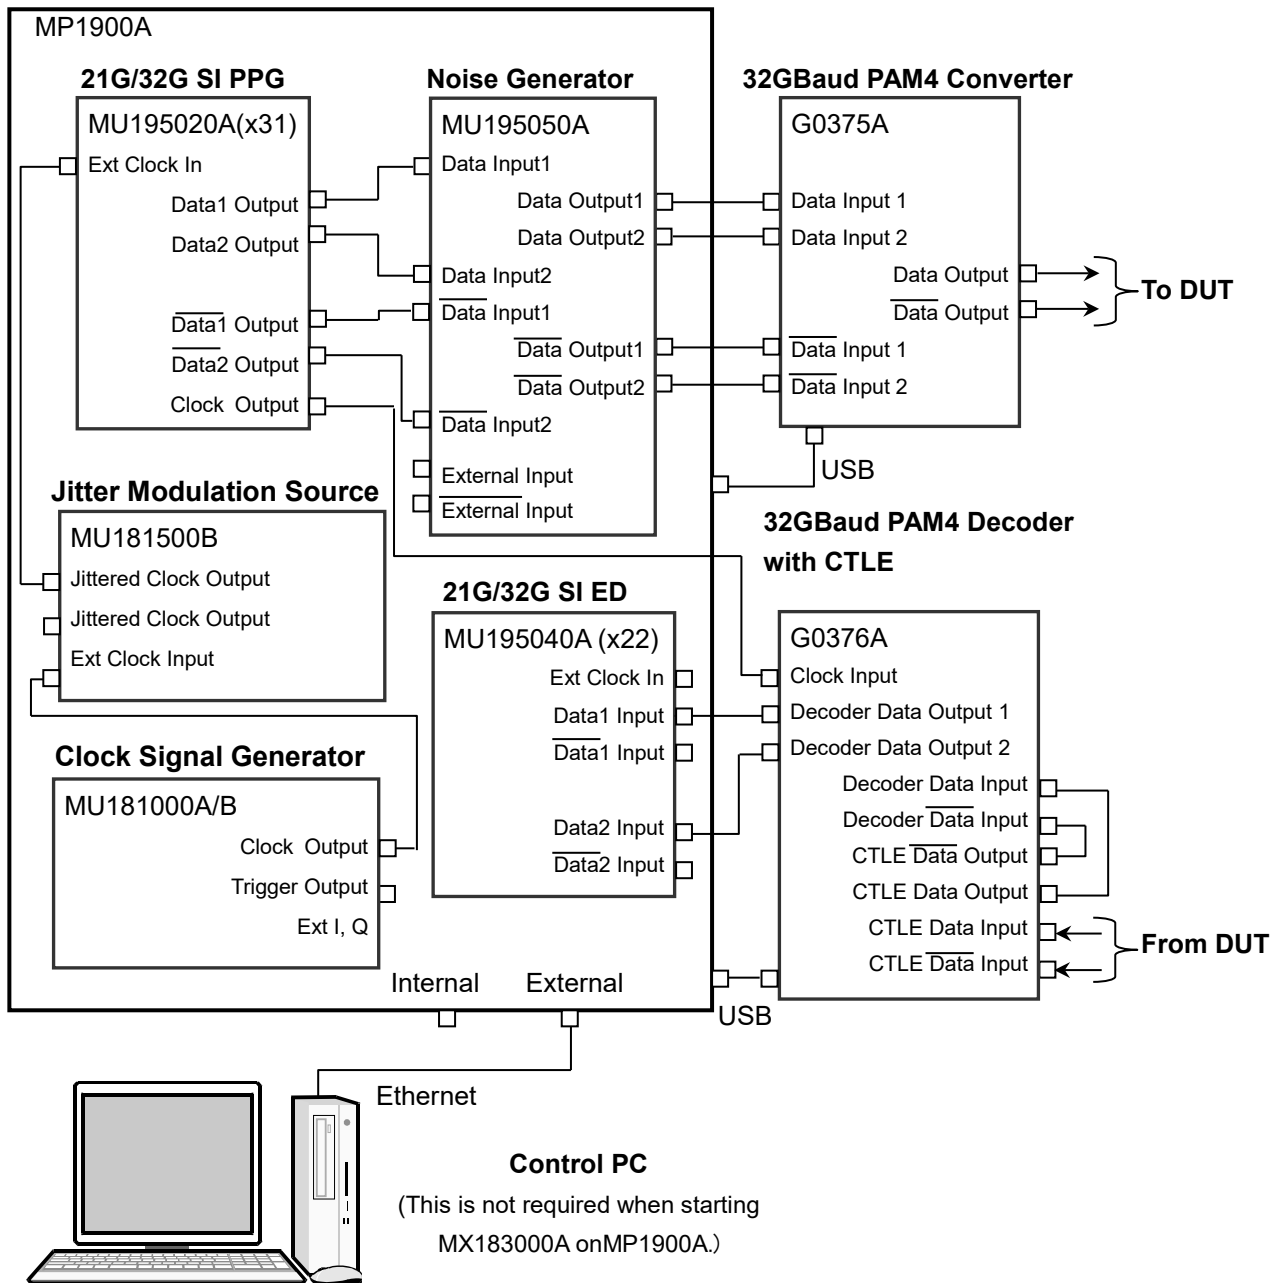 MP1900A
21G/32G SI PPG
MU195020A(x31)
Ext Clock In
Data1 Output
Data2 Output
Data1 Output
Data2 Output
Clock Output
Noise Generator
MU195050A
Data Input1
Data Output1
Data Output2
Data Input2
Data Input1
Data Output1
Data Output2
Data Input2
External Input
External Input
32GBaud PAM4 Converter
G0375A
Data Input 1
Data Input 2
Data Output
Data Output
Data Input 1
Data Input 2
To DUT
USB
Jitter Modulation Source
MU181500B
Jittered Clock Output
Jittered Clock Output
Ext Clock Input
21G/32G SI ED
MU195040A (x22)
Ext Clock In
Data1 Input
Data1 Input
Data2 Input
Data2 Input
32GBaud PAM4 Decoder
with CTLE
G0376A
Clock Input
Decoder Data Output 1
Decoder Data Output 2
Decoder Data Input
Decoder Data Input
CTLE Data Output
CTLE Data Output
CTLE Data Input
CTLE Data Input
From DUT
Clock Signal Generator
MU181000A/B
Clock Output
Trigger Output
Ext I, Q
Internal
External
USB
Ethernet
Control PC
(This is not required when starting
MX183000A onMP1900A.)